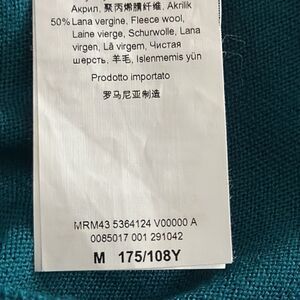 Акрил, 聚丙烯腈纤维, Akrilik
50% Lana vergine, Fleece wool,
Laine vierge, Schurwolle, Lana
virgen, Lã virgem, Чистая
шерсть, 羊毛, Islenmemis yün
Prodotto importato
罗马尼亚制造
MRM43 5364124 V00000 A
0085017 001 291042
M 175/108Y